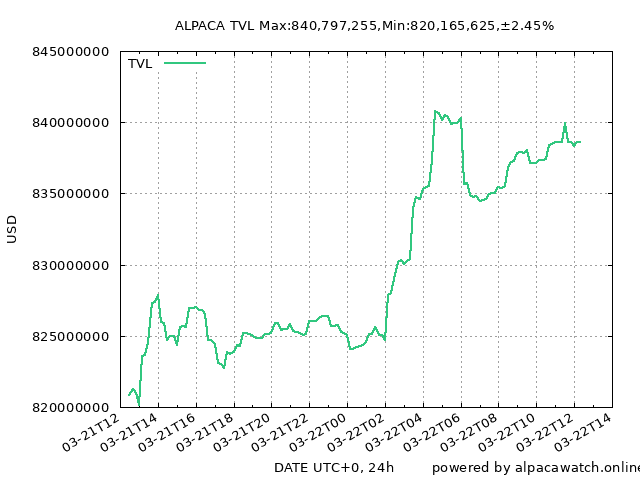 ALPACA TVL Max:840,797,255,Min:820,165,625,±2.45%
845000000
TVL
840000000
835000000
USD
830000000
825000000
820000000
03-21T12
03-21T14
03-21T16
03-21T18
03-21T20
03-21T22
03-22T00
03-22T02
03-22T04
03-22T06
03-22T08
03-22T10
03-22T12
03-22T14
DATE UTC+0, 24h
powered by alpacawatch.online